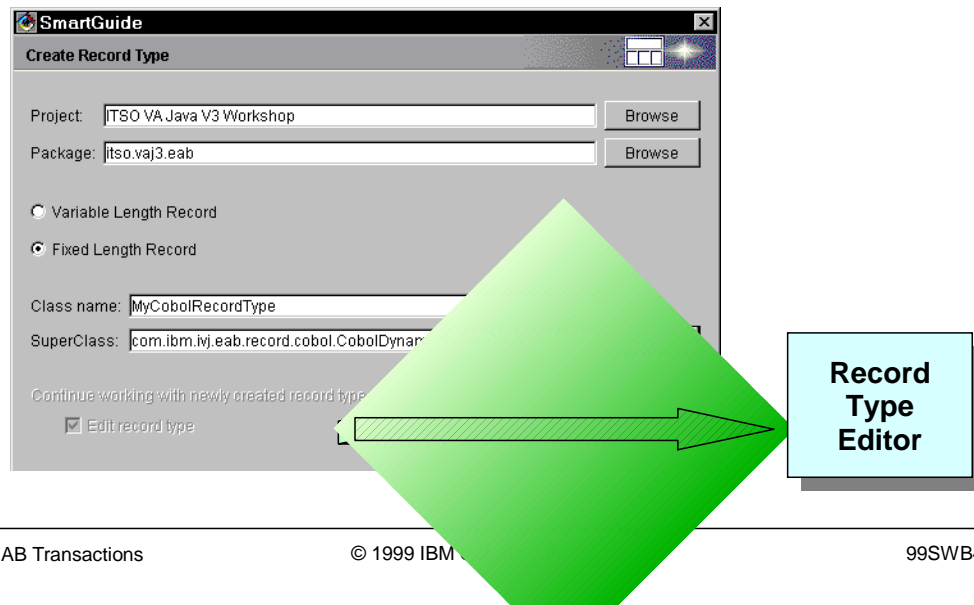 SmartGuide
Create Record Type
Project: ITSO VA Java V3 Workshop Browse
Package: itso.vaj3.eab Browse
Variable Length Record
Fixed Length Record
Class name: MyCobolRecordType
SuperClass: com.ibm.ivj.eab.record.cobol.CobolDynam
Continue working with newly created record type
Edit record type
Record
Type
Editor
AB Transactions © 1999 IBM 99SWB